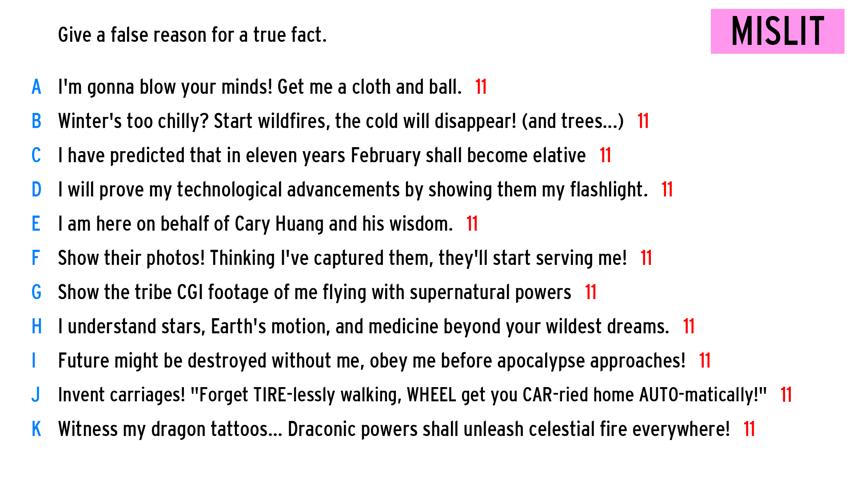 Give a false reason for a true fact.
MISLIT
A I'm gonna blow your minds! Get me a cloth and ball. 11
B Winter's too chilly? Start wildfires, the cold will disappear! (and trees...) 11
C I have predicted that in eleven years February shall become elative 11
D I will prove my technological advancements by showing them my flashlight. 11
E I am here on behalf of Cary Huang and his wisdom. 11
F Show their photos! Thinking I've captured them, they'll start serving me! 11
G Show the tribe CGI footage of me flying with supernatural powers 11
H I understand stars, Earth's motion, and medicine beyond your wildest dreams. 11
I Future might be destroyed without me, obey me before apocalypse approaches! 11
J Invent carriages! "Forget TIRE-lessly walking, WHEEL get you CAR-ried home AUTO-matically!" 11
K Witness my dragon tattoos... Draconic powers shall unleash celestial fire everywhere! 11